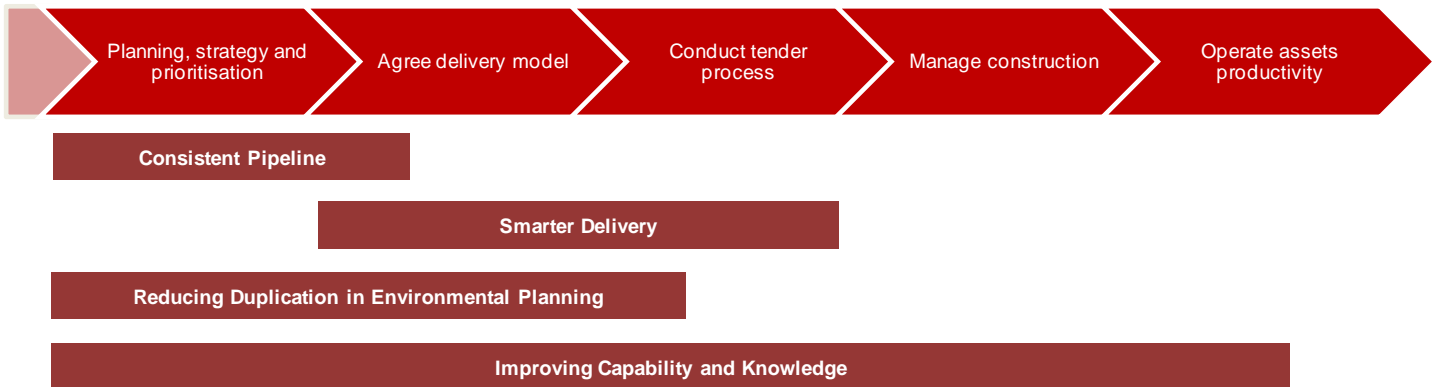 Planning, strategy and
prioritisation
Agree delivery model
Conduct tender
process
Manage construction
Operate assets
productivity
Consistent Pipeline
Smarter Delivery
Reducing Duplication in Environmental Planning
Improving Capability and Knowledge